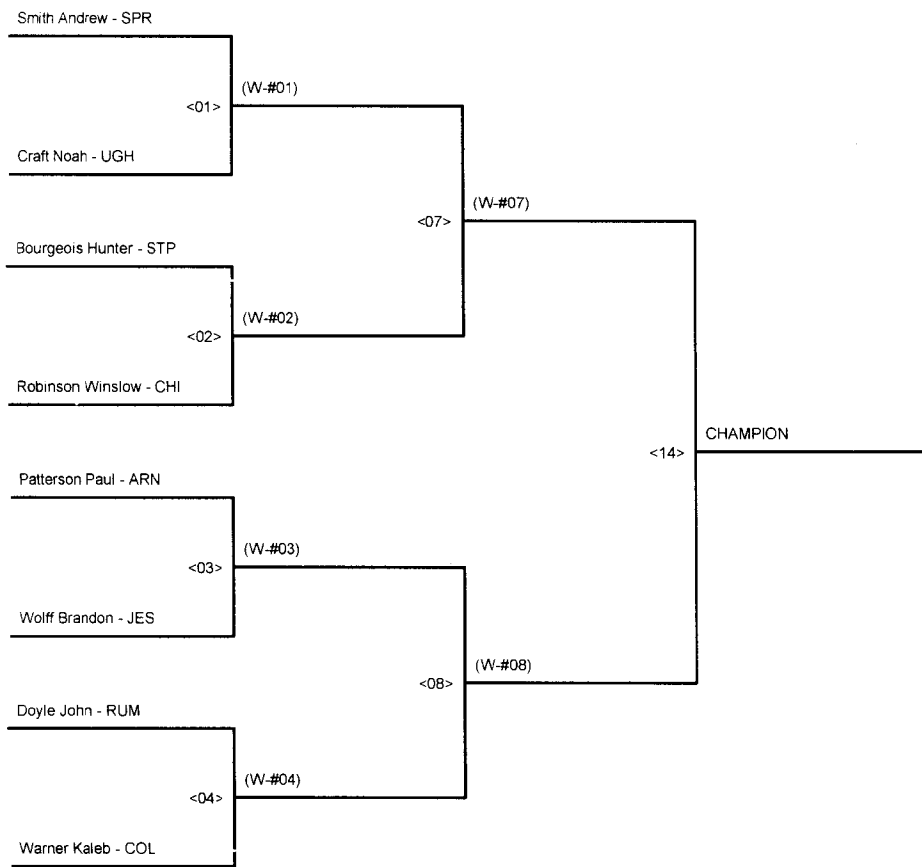 Smith Andrew - SPR
(W-#01)
<01>
Craft Noah - UGH
(W-#07)
<07>
Bourgeois Hunter - STP
(W-#02)
<02>
Robinson Winslow - CHI
CHAMPION
<14>
Patterson Paul - ARN
(W-#03)
<03>
Wolff Brandon - JES
(W-#08)
<08>
Doyle John - RUM
(W-#04)
<04>
Warner Kaleb - COL